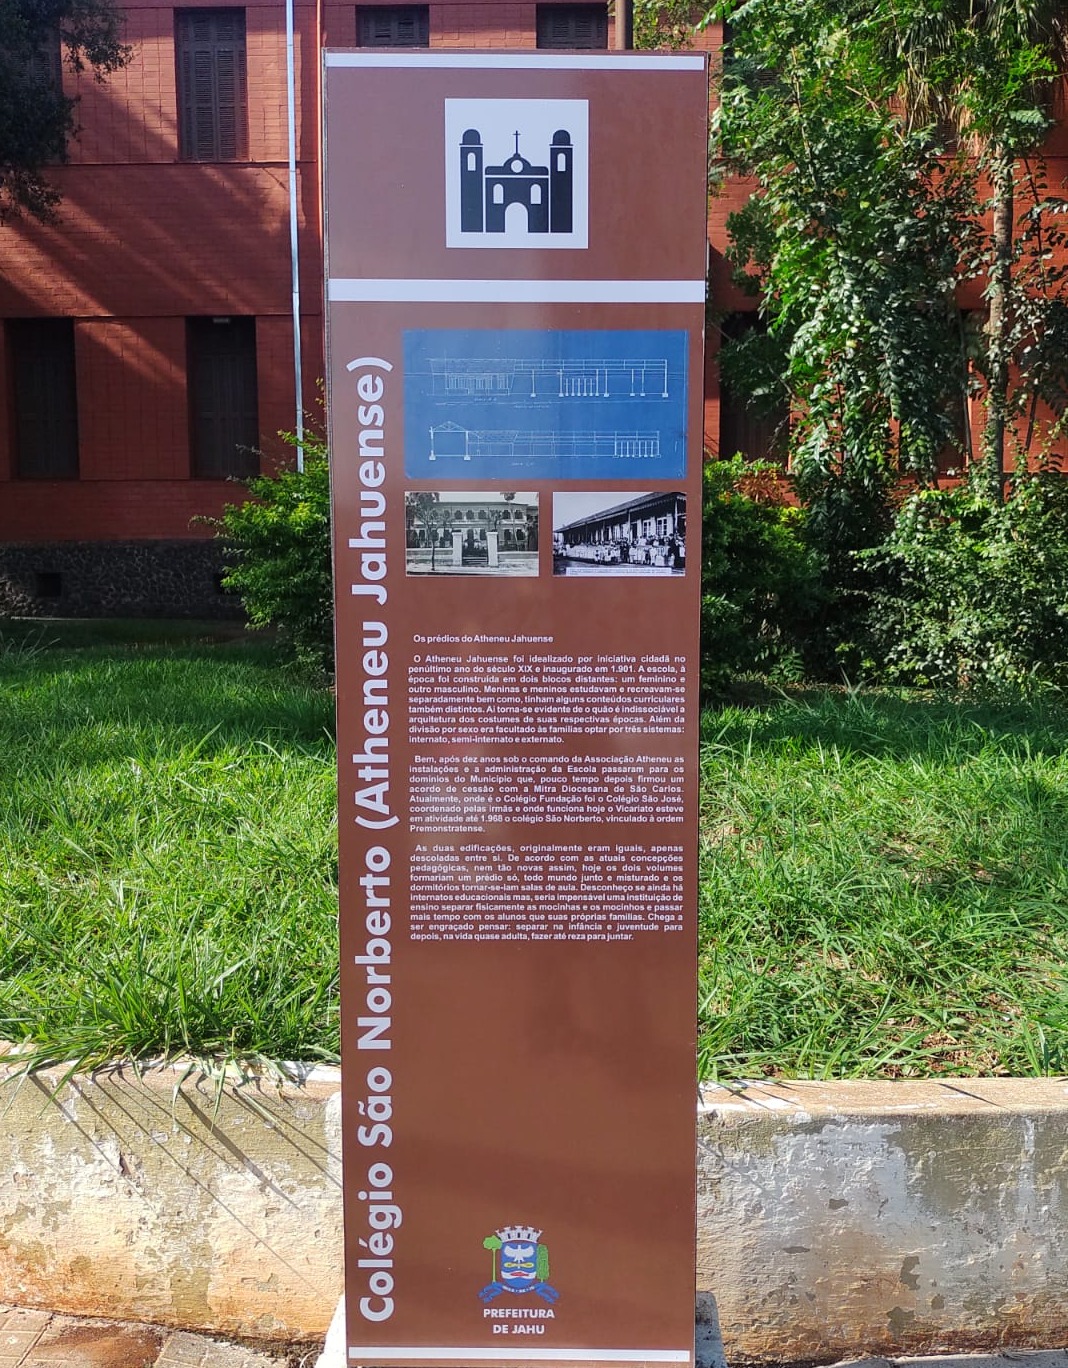 Colégio São Norberto (Atheneu Jahuense)
Os prédios do Atheneu Jahuense
O Atheneu Jahuense foi idealizado por iniciativa cidadã no
penúltimo ano do século XIX e inaugurado em 1.901. A escola, à
época foi construída em dois blocos distantes: um feminino e
outro masculino. Meninas e meninos estudavam e recreavam-se
separadamente bem como, tinham alguns conteúdos curriculares
também distintos. Aí torna-se evidente de o quão é indissociável a
arquitetura dos costumes de suas respectivas épocas. Além da
divisão por sexo era facultado às famílias optar por três sistemas:
internato, semi-internato e externato.
Bem, após dez anos sob o comando da Associação Atheneu as
instalações e a administração da Escola passaram para os
domínios do Município que, pouco tempo depois firmou um
acordo de cessão com a Mitra Diocesana de São Carlos.
Atualmente, onde é o Colégio Fundação foi o Colégio São José,
coordenado pelas irmãs e onde funciona hoje o Vicariato esteve
em atividade até 1.968 o colégio São Norberto, vinculado à ordem
Premonstratense.
As duas edificações, originalmente eram iguais, apenas
descoladas entre si. De acordo com as atuais concepções
pedagógicas, nem tão novas assim, hoje os dois volumes
formariam um prédio só, todo mundo junto e misturado e os
dormitórios tornar-se-iam salas de aula. Desconheço se ainda há
internatos educacionais mas, seria impensável uma instituição de
ensino separar fisicamente as mocinhas e os mocinhos e passar
mais tempo com os alunos que suas próprias famílias. Chega a
ser engraçado pensar: separar na infância e juventude para
depois, na vida quase adulta, fazer até reza para juntar.
PREFEITURA
DE JAHU